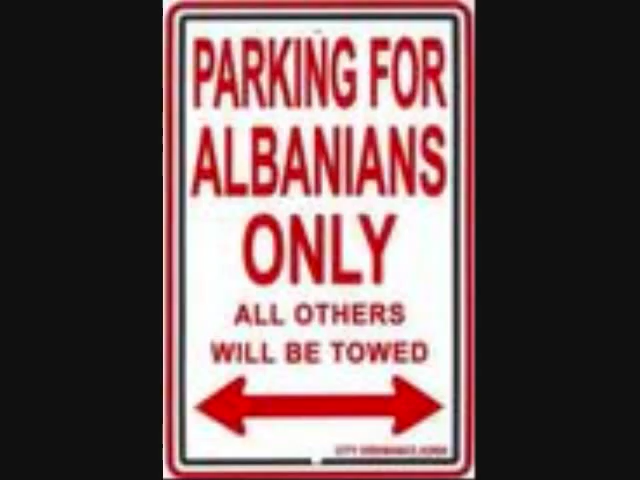 PARKING FOR
ALBANIANS
ONLY
ALL OTHERS
WILL BE TOWED